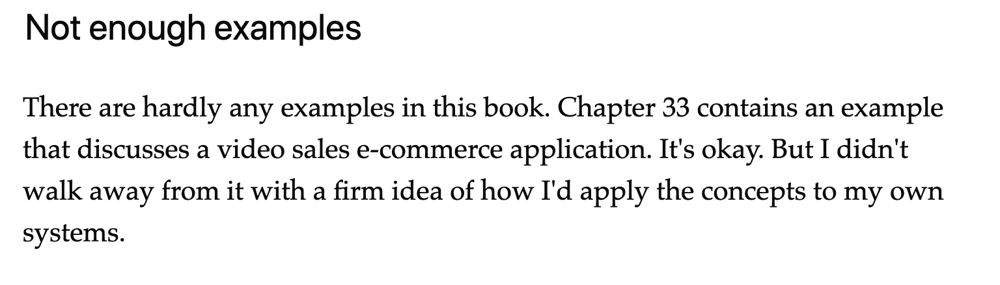 Not enough examples
There are hardly any examples in this book. Chapter 33 contains an example
that discusses a video sales e-commerce application. It's okay. But I didn't
walk away from it with a firm idea of how I'd apply the concepts to my own
systems.